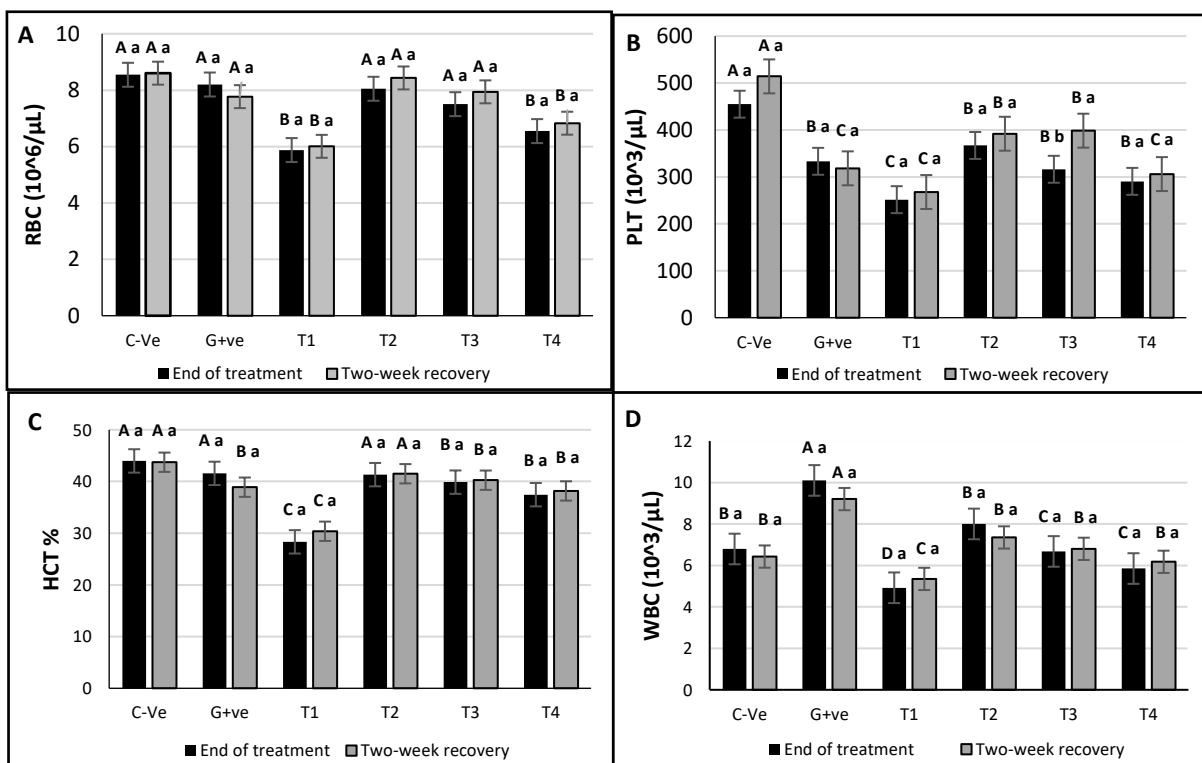 A
RBC (10^6/µL)
10
8
6
4
2
0
A a A a A a A a B a B a A a A a A a A a B a B a
C-Ve G+ve T1 T2 T3 T4
End of treatment Two-week recovery
B
PLT (10^3/µL)
600
500
400
300
200
100
0
A a A a B a C a C a C a B a B a B b B a B a C a
C-Ve G+ve T1 T2 T3 T4
End of treatment Two-week recovery
C
HCT %
50
40
30
20
10
0
A a A a A a B a C a C a A a A a B a B a B a B a
C-Ve G+ve T1 T2 T3 T4
End of treatment Two-week recovery
D
WBC (10^3/µL)
12
10
8
6
4
2
0
B a B a A a A a D a C a B a B a C a B a C a B a
C-Ve G+ve T1 T2 T3 T4
End of treatment Two-week recovery